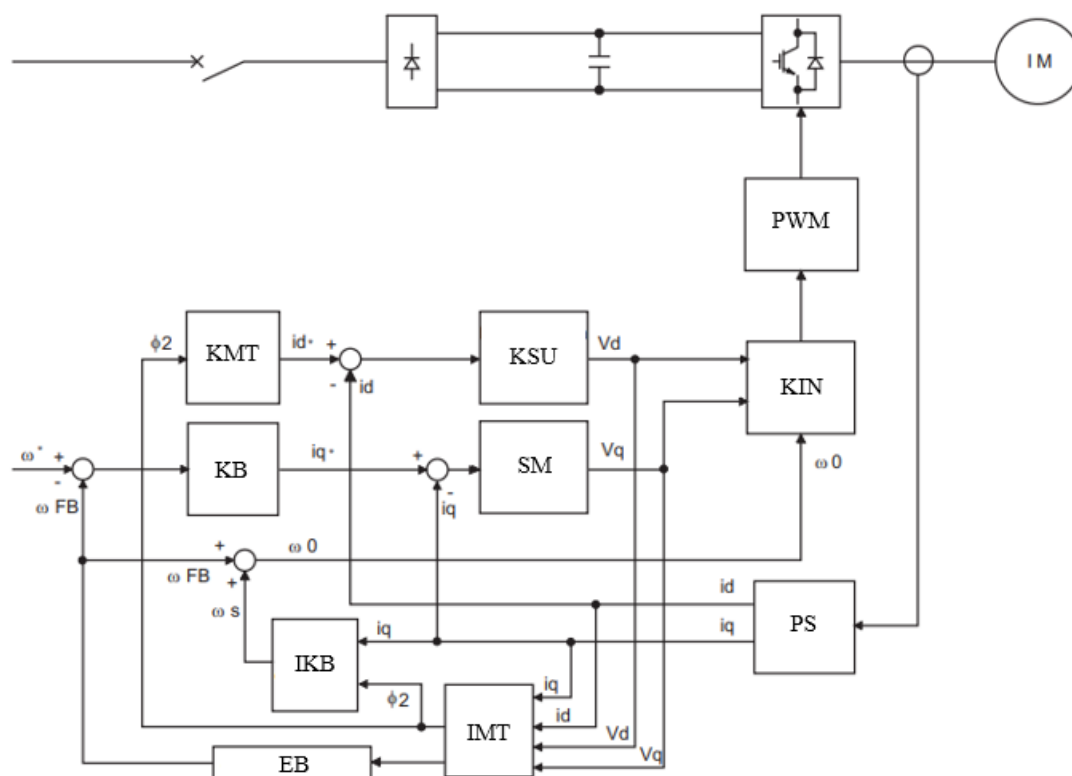 IM
PWM
φ2
KMT
id*
+
-
id
KSU
Vd
KIN
ω*
+
-
ω FB
KB
iq*
+
-
iq
SM
Vq
ω 0
+
ω FB
+
ω s
ω 0
id
iq
PS
iq
IKB
φ2
iq
id
Vd
Vq
IMT
EB